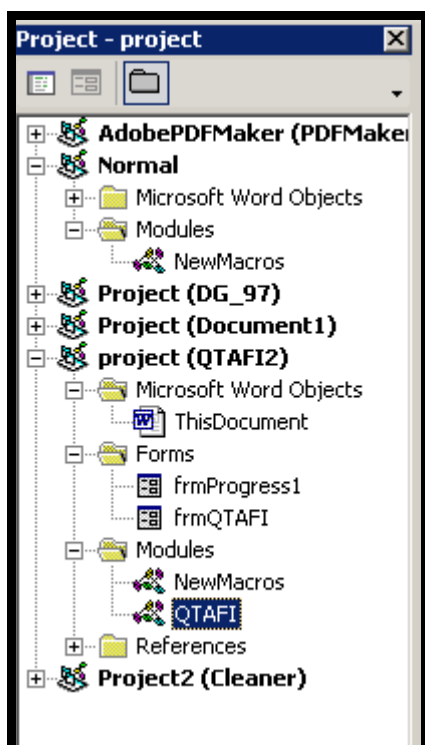 Project - project
AdobePDFMaker (PDFMaker
Normal
Microsoft Word Objects
Modules
NewMacros
Project (DG_97)
Project (Document1)
project (QTAFI2)
Microsoft Word Objects
ThisDocument
Forms
frmProgress1
frmQTAFI
Modules
NewMacros
QTAFI
References
Project2 (Cleaner)